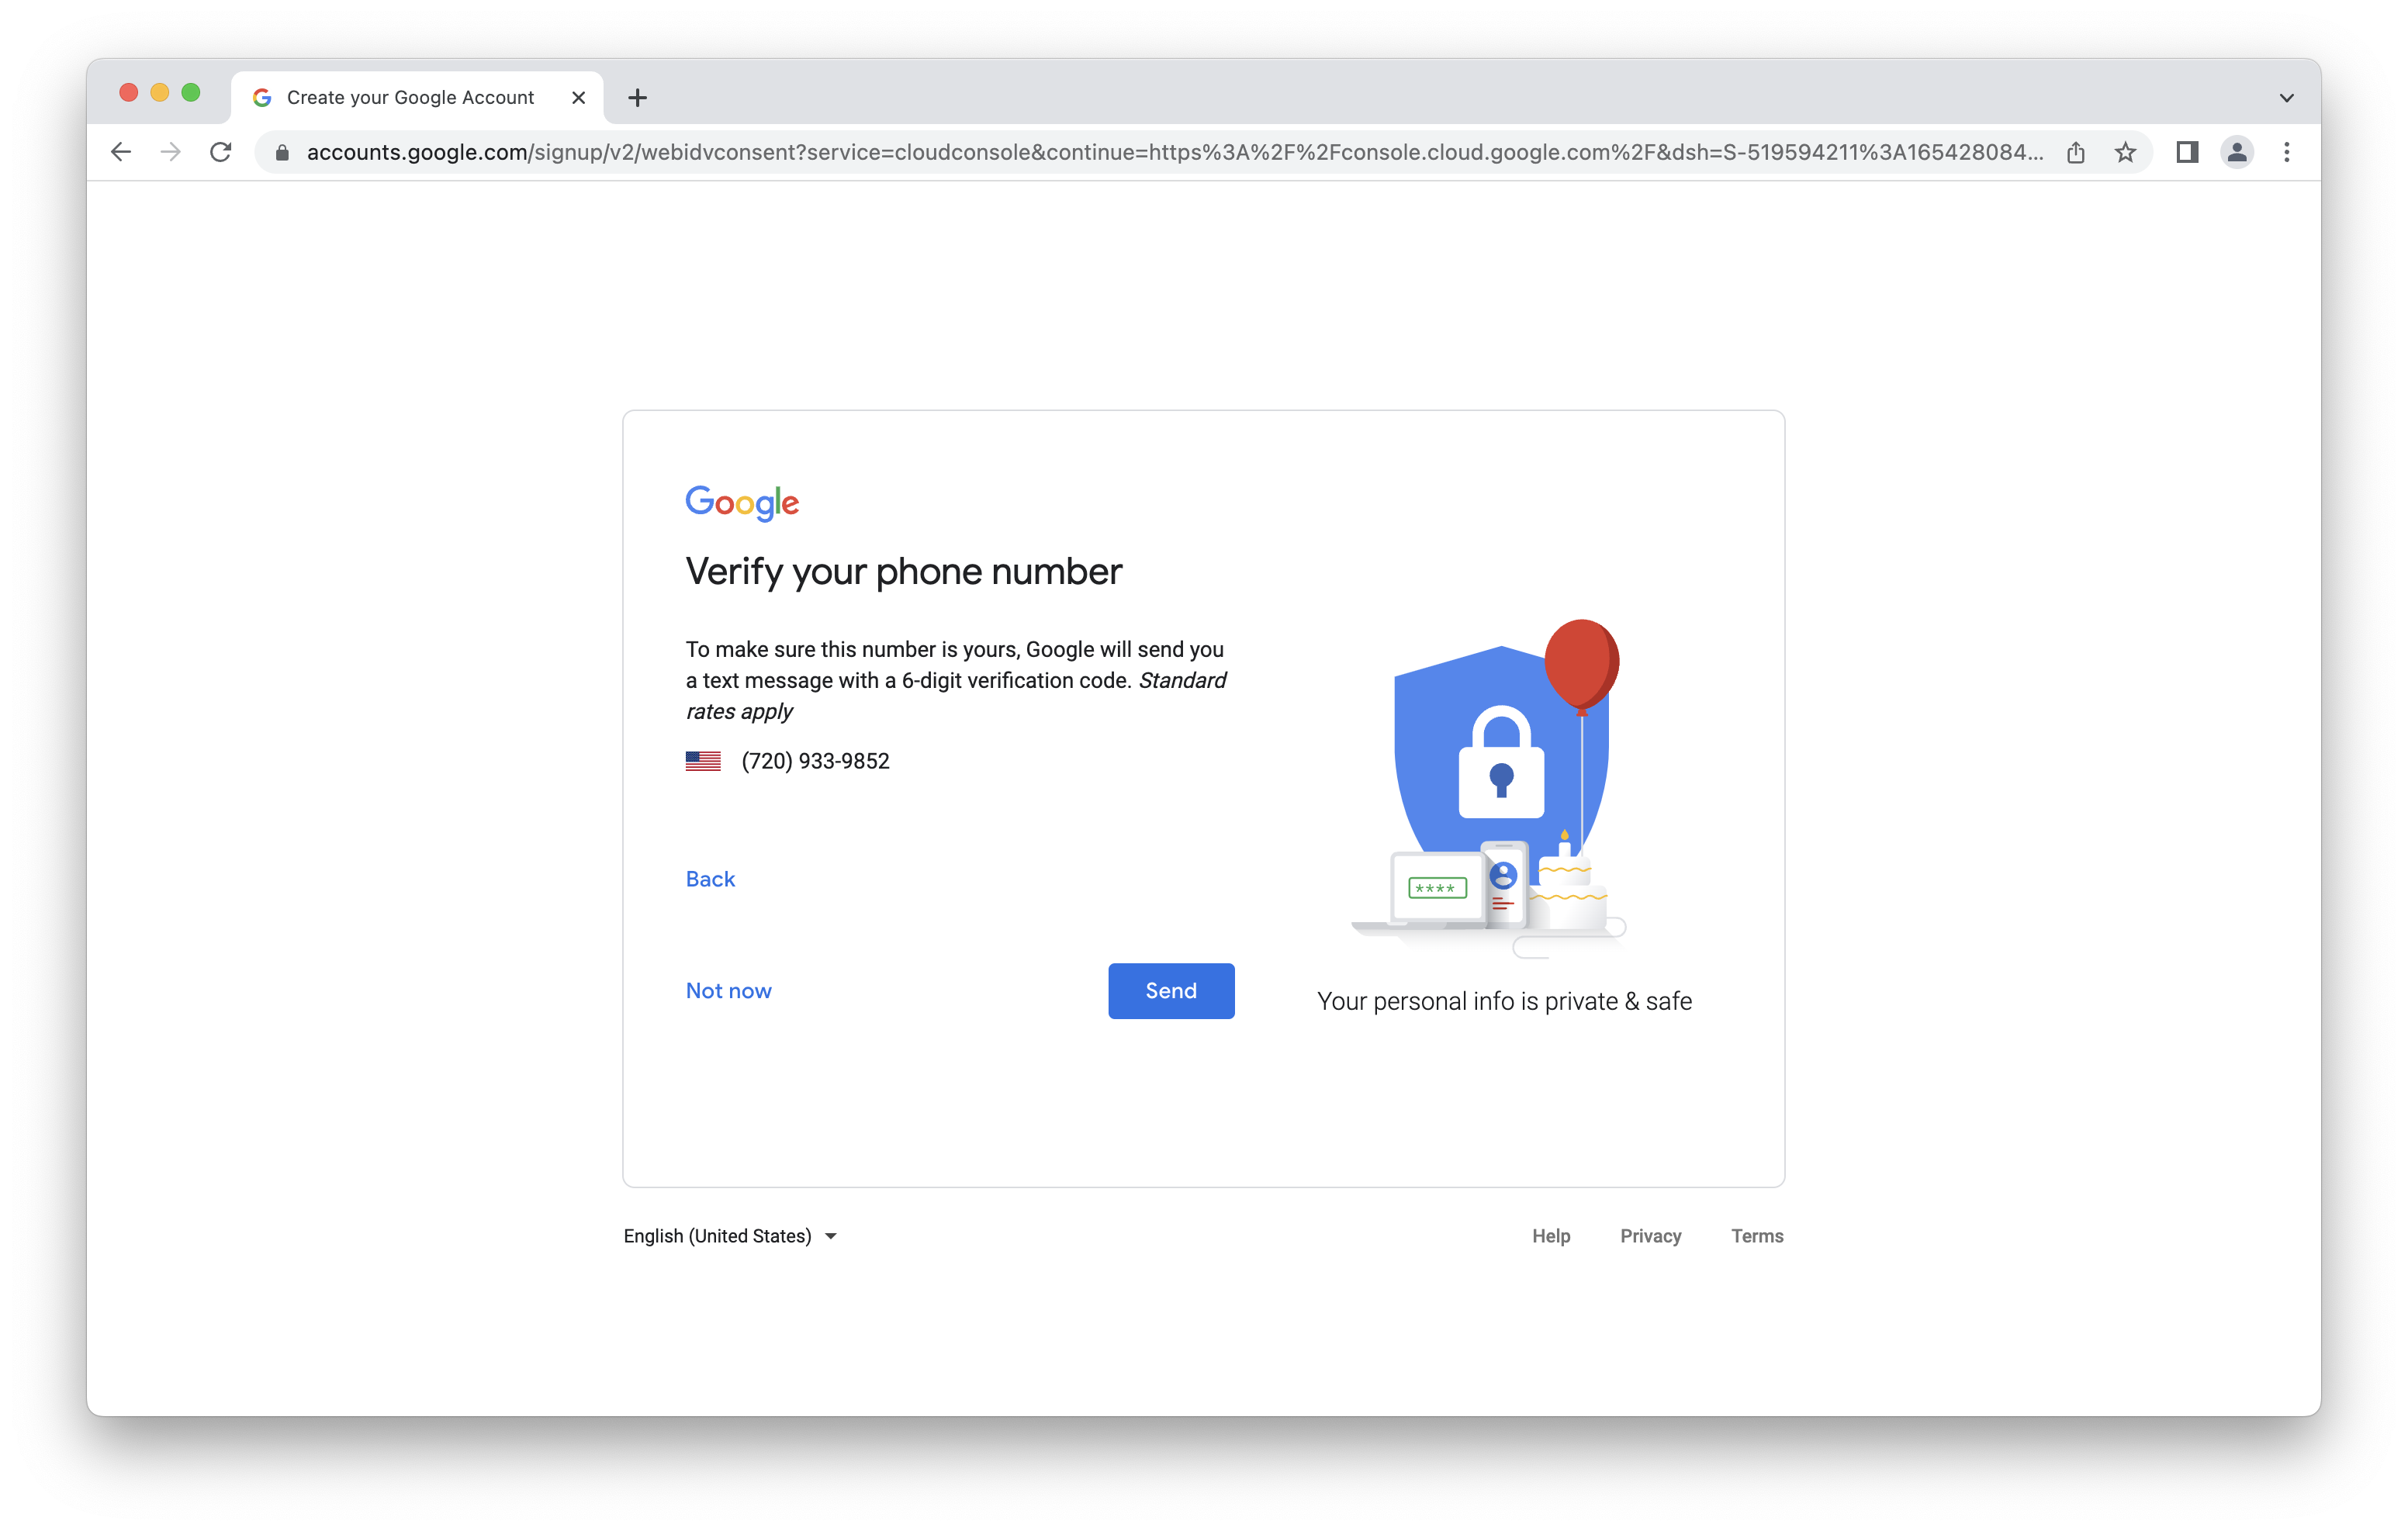 Create your Google Account
accounts.google.com/signup/v2/webidvconsent?service=cloudconsole&continue=https%3A%2F%2Fconsole.cloud.google.com%2F&dsh=S-519594211%3A165428084...
Google
Verify your phone number
To make sure this number is yours, Google will send you
a text message with a 6-digit verification code. Standard
rates apply
(720) 933-9852
Back
****
Not now
Send
Your personal info is private & safe
English (United States)
Help
Privacy
Terms